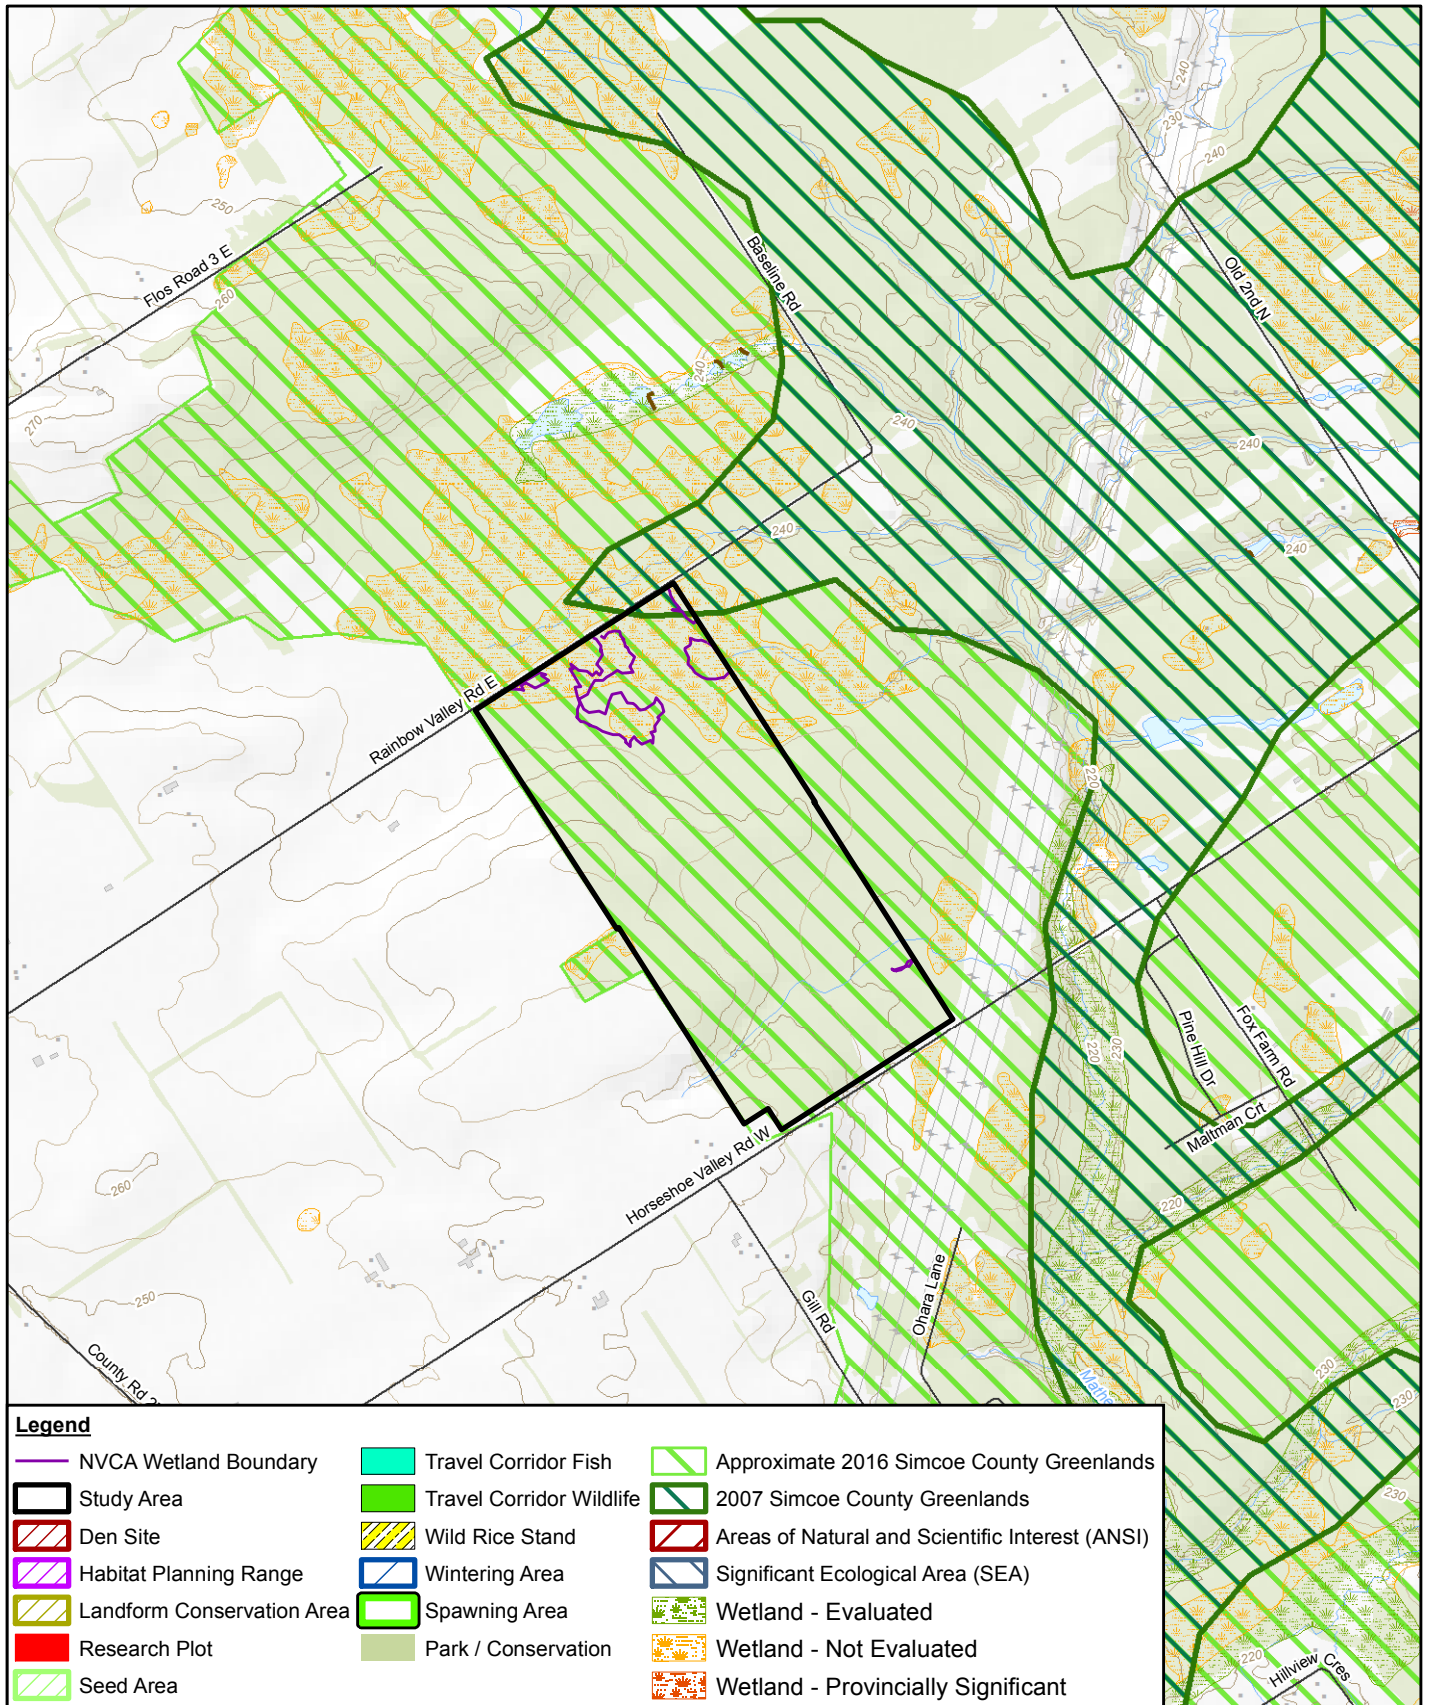 240
230
240
250
Flos Road 3 E
260
Baseline Rd
Old 2nd N
240
270
240
240
240
240
Rainbow Valley Rd E
220
Pine Hill Dr
Fox Farm Rd
220
230
Maltman Crt
Horseshoe Valley Rd W
260
220
Ohara Lane
Gill Rd
250
County Rd 2
Mathe
230
230
230
220
Hillview Cres
Legend
NVCA Wetland Boundary
Study Area
Den Site
Habitat Planning Range
Landform Conservation Area
Research Plot
Seed Area
Travel Corridor Fish
Travel Corridor Wildlife
Wild Rice Stand
Wintering Area
Spawning Area
Park / Conservation
Approximate 2016 Simcoe County Greenlands
2007 Simcoe County Greenlands
Areas of Natural and Scientific Interest (ANSI)
Significant Ecological Area (SEA)
Wetland - Evaluated
Wetland - Not Evaluated
Wetland - Provincially Significant